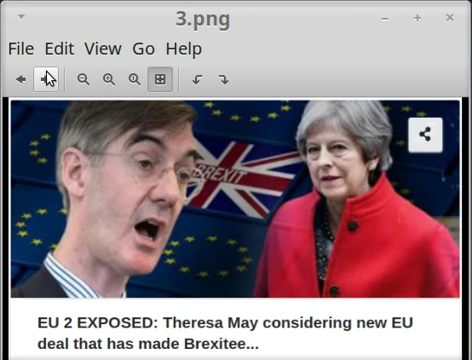 3.png
File Edit View Go Help
BREXIT
EU 2 EXPOSED: Theresa May considering new EU
deal that has made Brexitee...